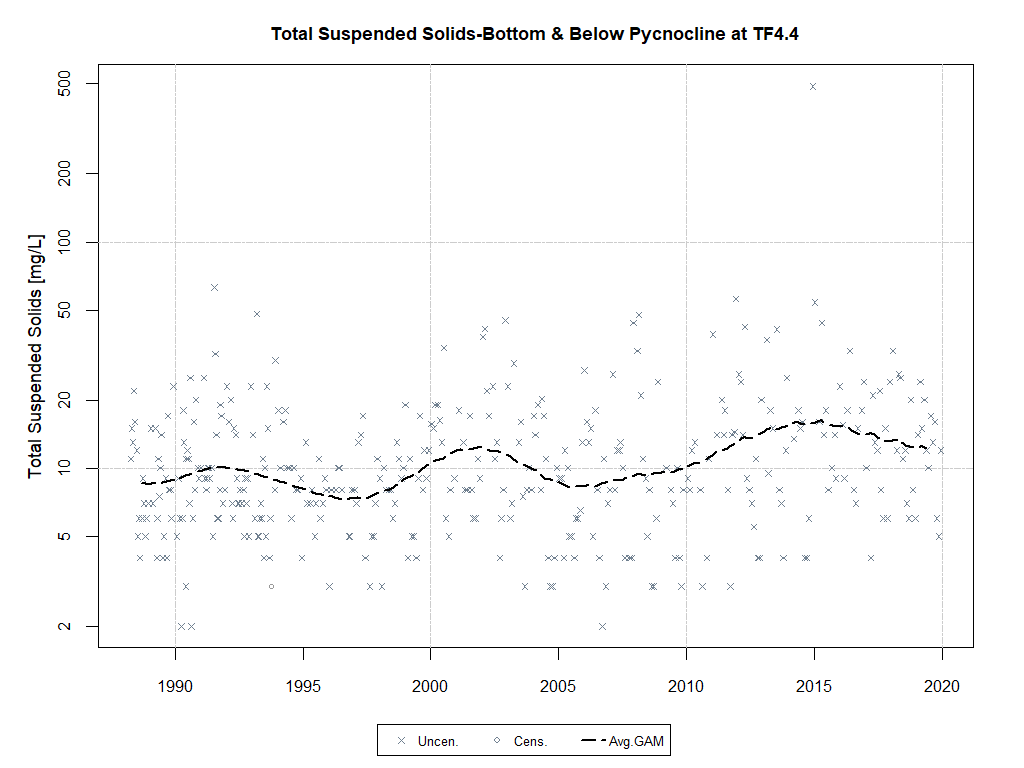 Total Suspended Solids-Bottom & Below Pycnocline at TF4.4
Total Suspended Solids [mg/L]
500
200
100
50
20
10
5
2
1990 1995 2000 2005 2010 2015 2020
Uncen. Cens. Avg.GAM